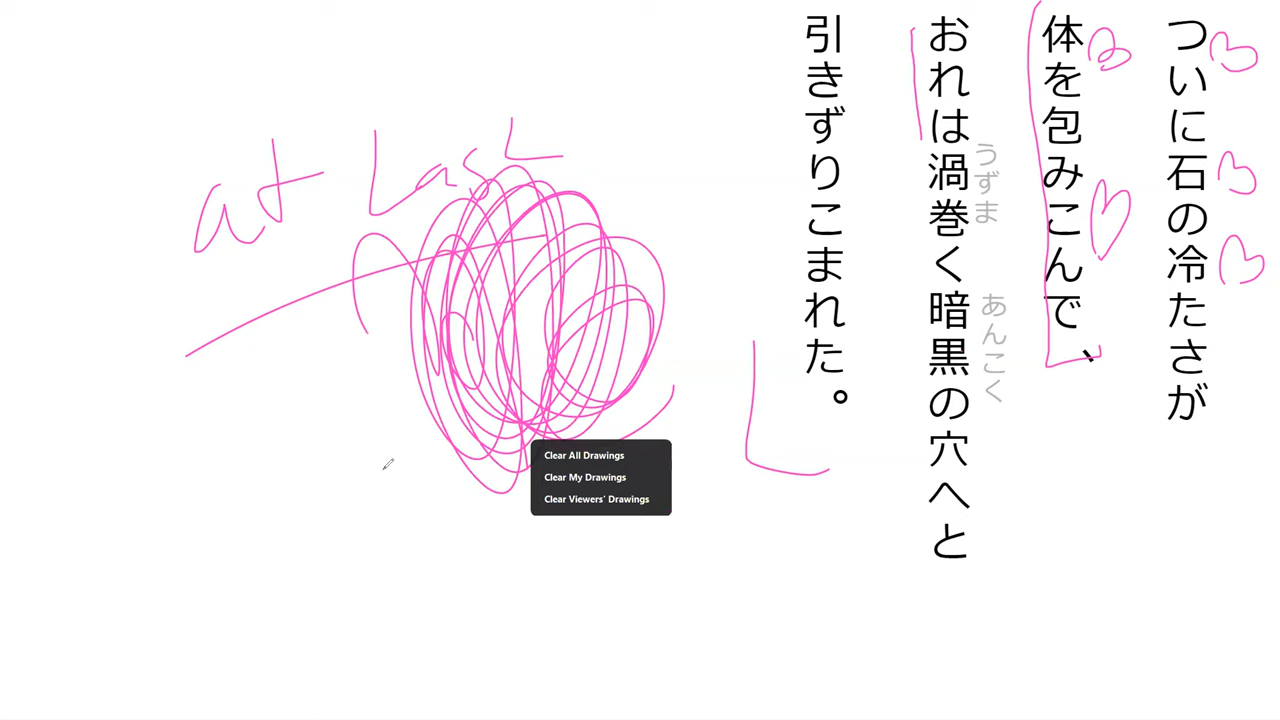 ついに石の冷たさが
体を包みこんで、
おれは渦巻く暗黒の穴へと
うずま
あんこく
引きずりこまれた。
at Last
Clear All Drawings
Clear My Drawings
Clear Viewers' Drawings